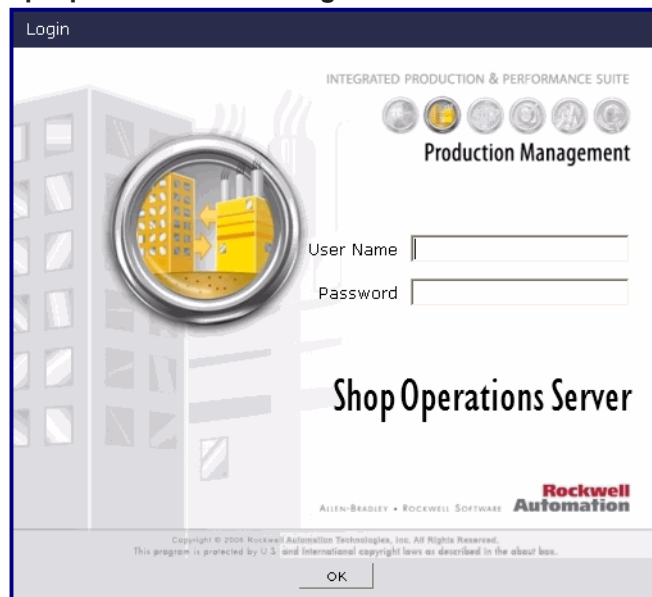 Login
INTEGRATED PRODUCTION & PERFORMANCE SUITE
Production Management
User Name
Password
Shop Operations Server
Rockwell
ALLEN-BRADLEY • ROCKWELL SOFTWARE Automation
Copyright © 2006 Rockwell Automation Technologies, Inc. All Rights Reserved.
This program is protected by U.S. and International copyright laws as described in the about box.
OK